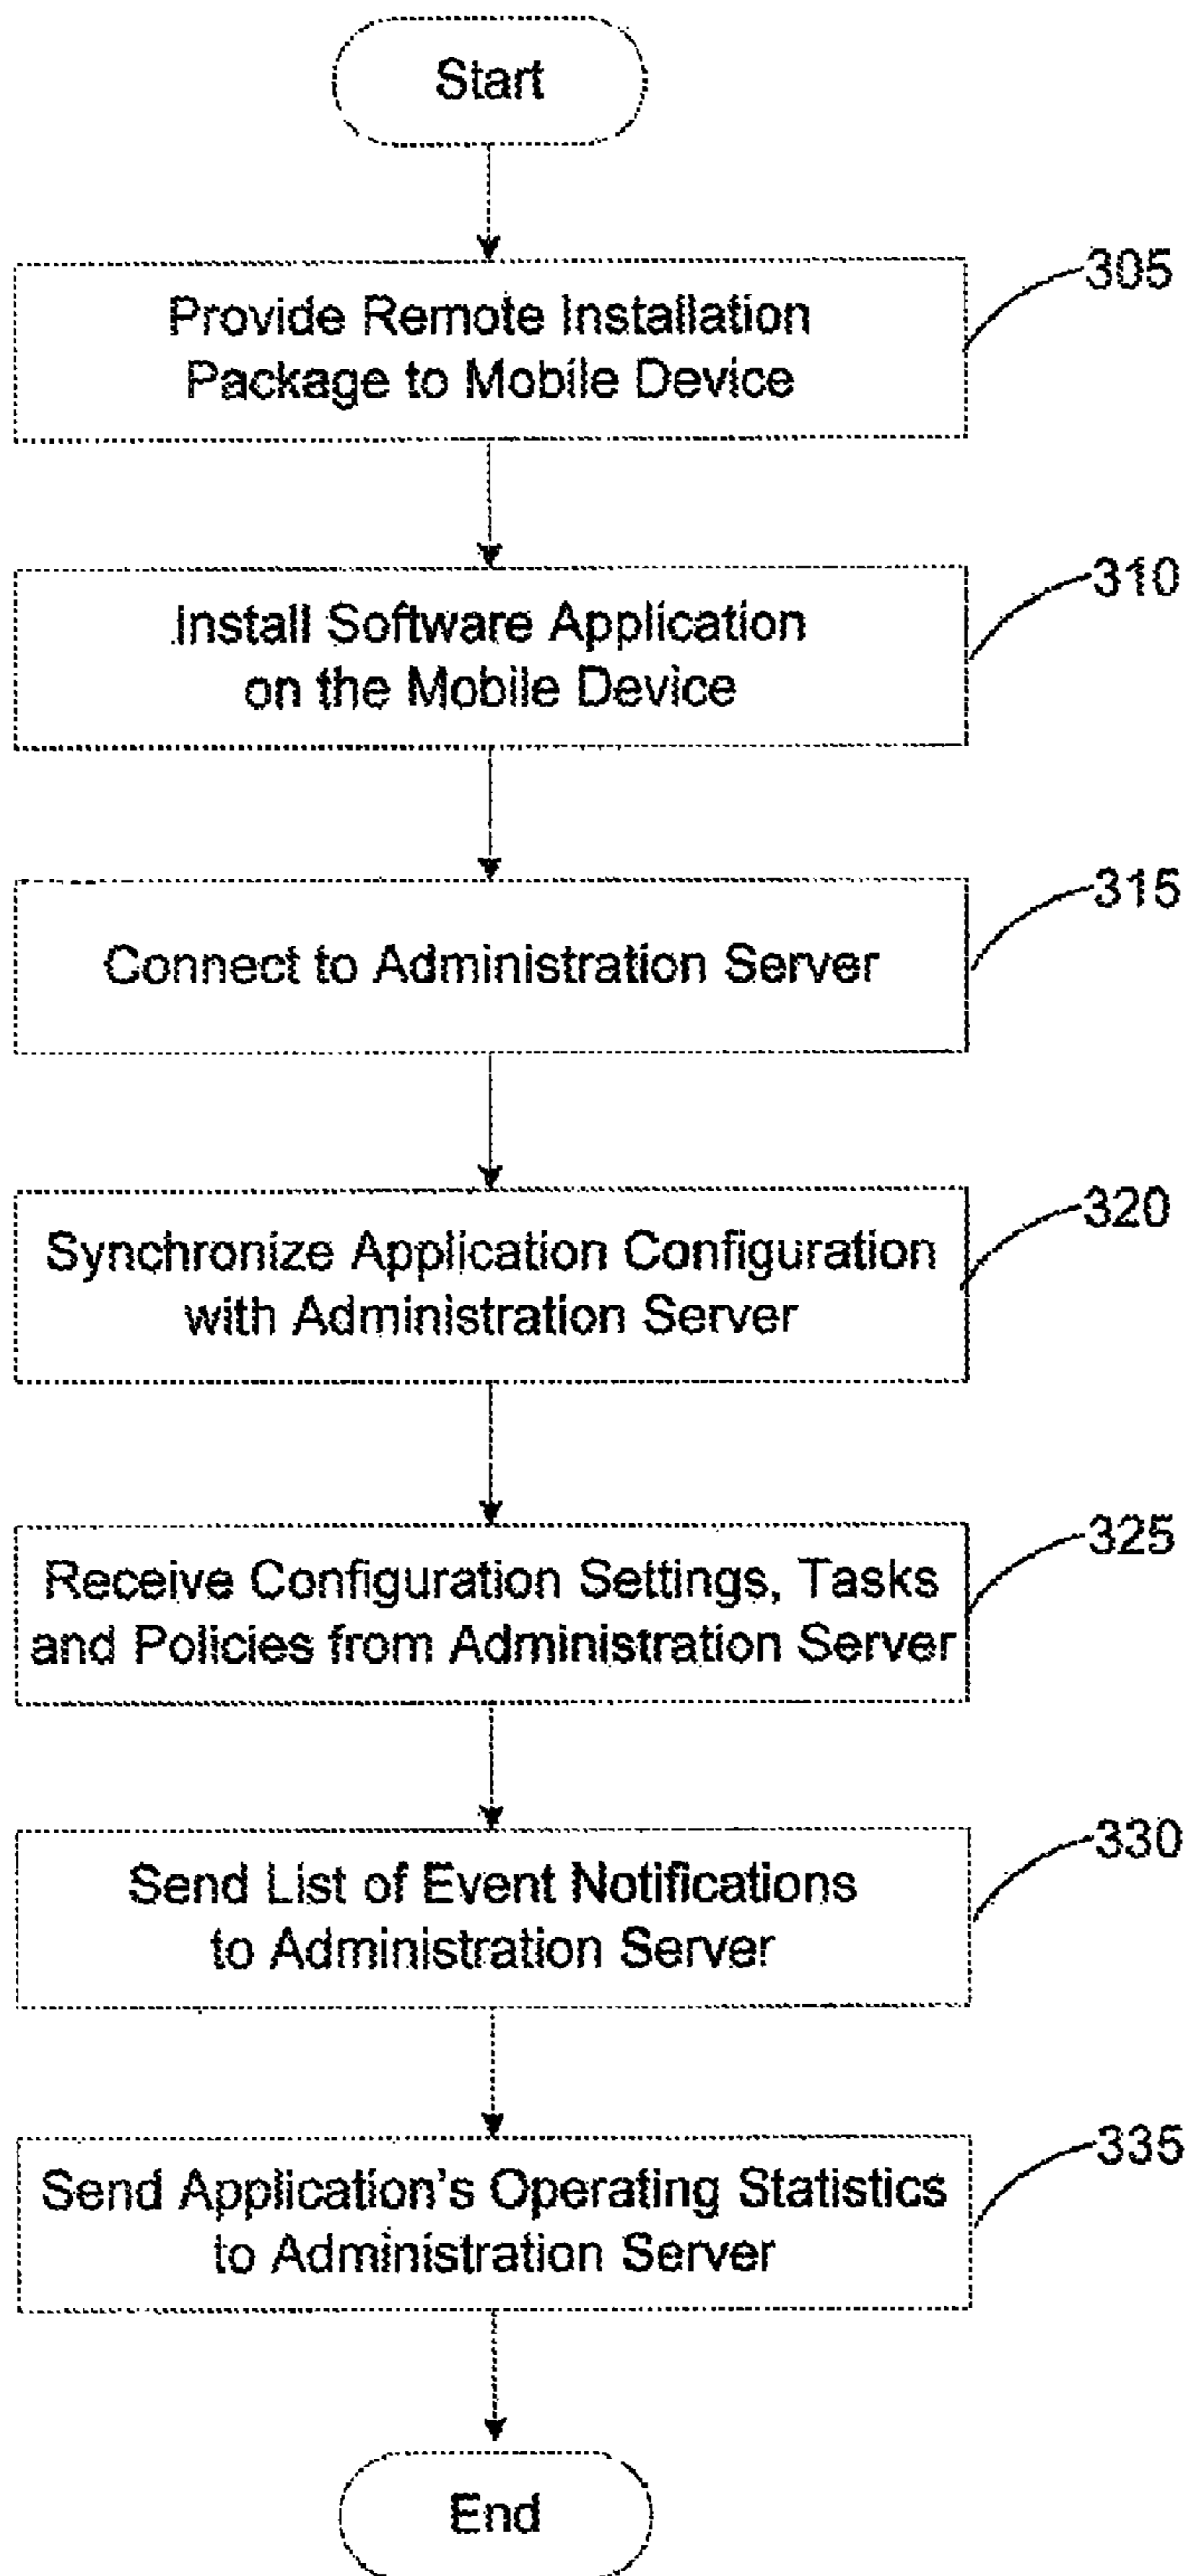 Start
305
Provide Remote Installation
Package to Mobile Device
310
Install Software Application
on the Mobile Device
315
Connect to Administration Server
320
Synchronize Application Configuration
with Administration Server
325
Receive Configuration Settings, Tasks
and Policies from Administration Server
330
Send List of Event Notifications
to Administration Server
335
Send Application's Operating Statistics
to Administration Server
End